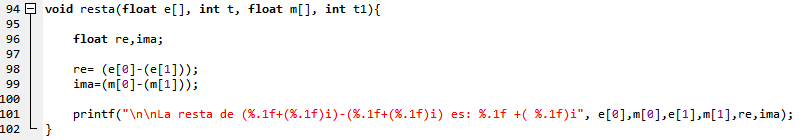 94 void resta(float e[], int t, float m[], int t1){
95
96 float re,ima;
97
98 re= (e[0]-(e[1]));
99 ima=(m[0]-(m[1]));
100
101 printf("\n\nLa resta de (%.1f+(%.1f)i)-(%.1f+(%.1f)i) es: %.1f +( %.1f)i", e[0],m[0],e[1],m[1],re,ima);
102 }